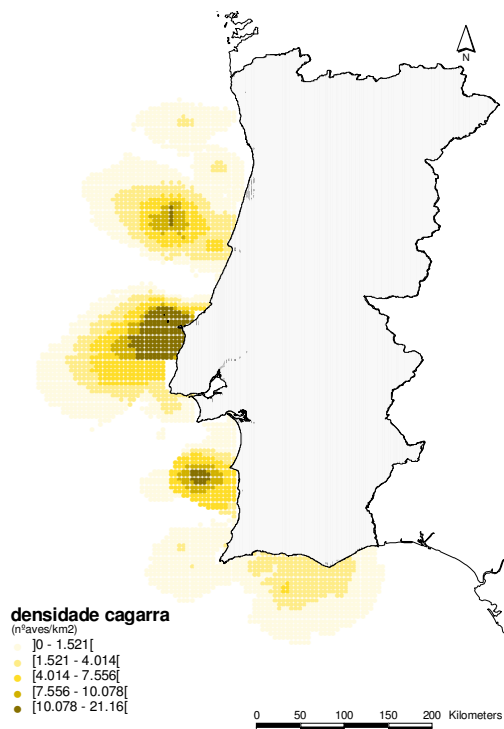 N
densidade cagarra
(nºaves/km2)
]0 - 1.521[
[1.521 - 4.014[
[4.014 - 7.556[
[7.556 - 10.078[
[10.078 - 21.16[
0 50 100 150 200 Kilometers